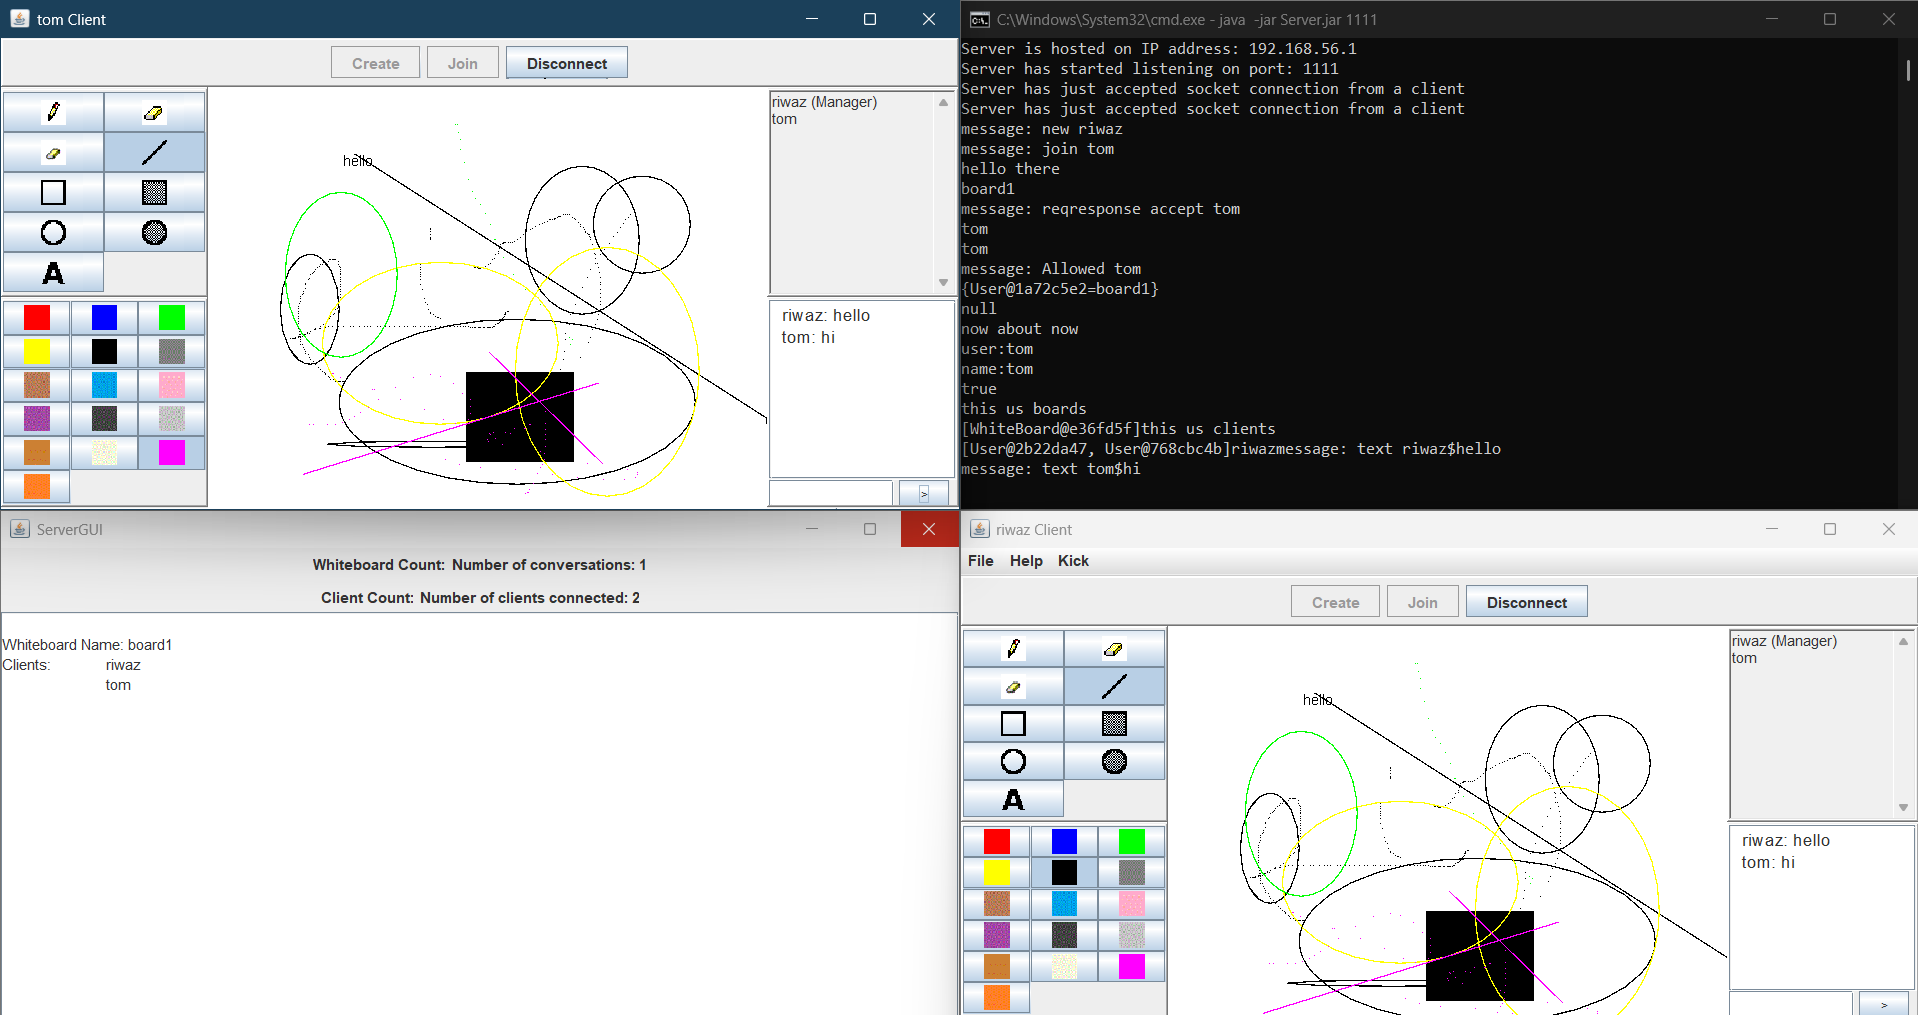 tom Client
Create Join Disconnect
A
hello
riwaz (Manager)
tom
riwaz: hello
tom: hi
>
C:\Windows\System32\cmd.exe - java  -jar Server.jar 1111
Server is hosted on IP address: 192.168.56.1
Server has started listening on port: 1111
Server has just accepted socket connection from a client
Server has just accepted socket connection from a client
message: new riwaz
message: join tom
hello there
board1
message: reqresponse accept tom
tom
tom
message: Allowed tom
{User@1a72c5e2=board1}
null
now about now
user:tom
name:tom
true
this us boards
[WhiteBoard@e36fd5f]this us clients
[User@2b22da47, User@768cbc4b]riwazmessage: text riwaz$hello
message: text tom$hi
ServerGUI
Whiteboard Count: Number of conversations: 1
Client Count: Number of clients connected: 2
Whiteboard Name: board1
Clients: riwaz
tom
riwaz Client
File Help Kick
Create Join Disconnect
A
hello
riwaz (Manager)
tom
riwaz: hello
tom: hi
>